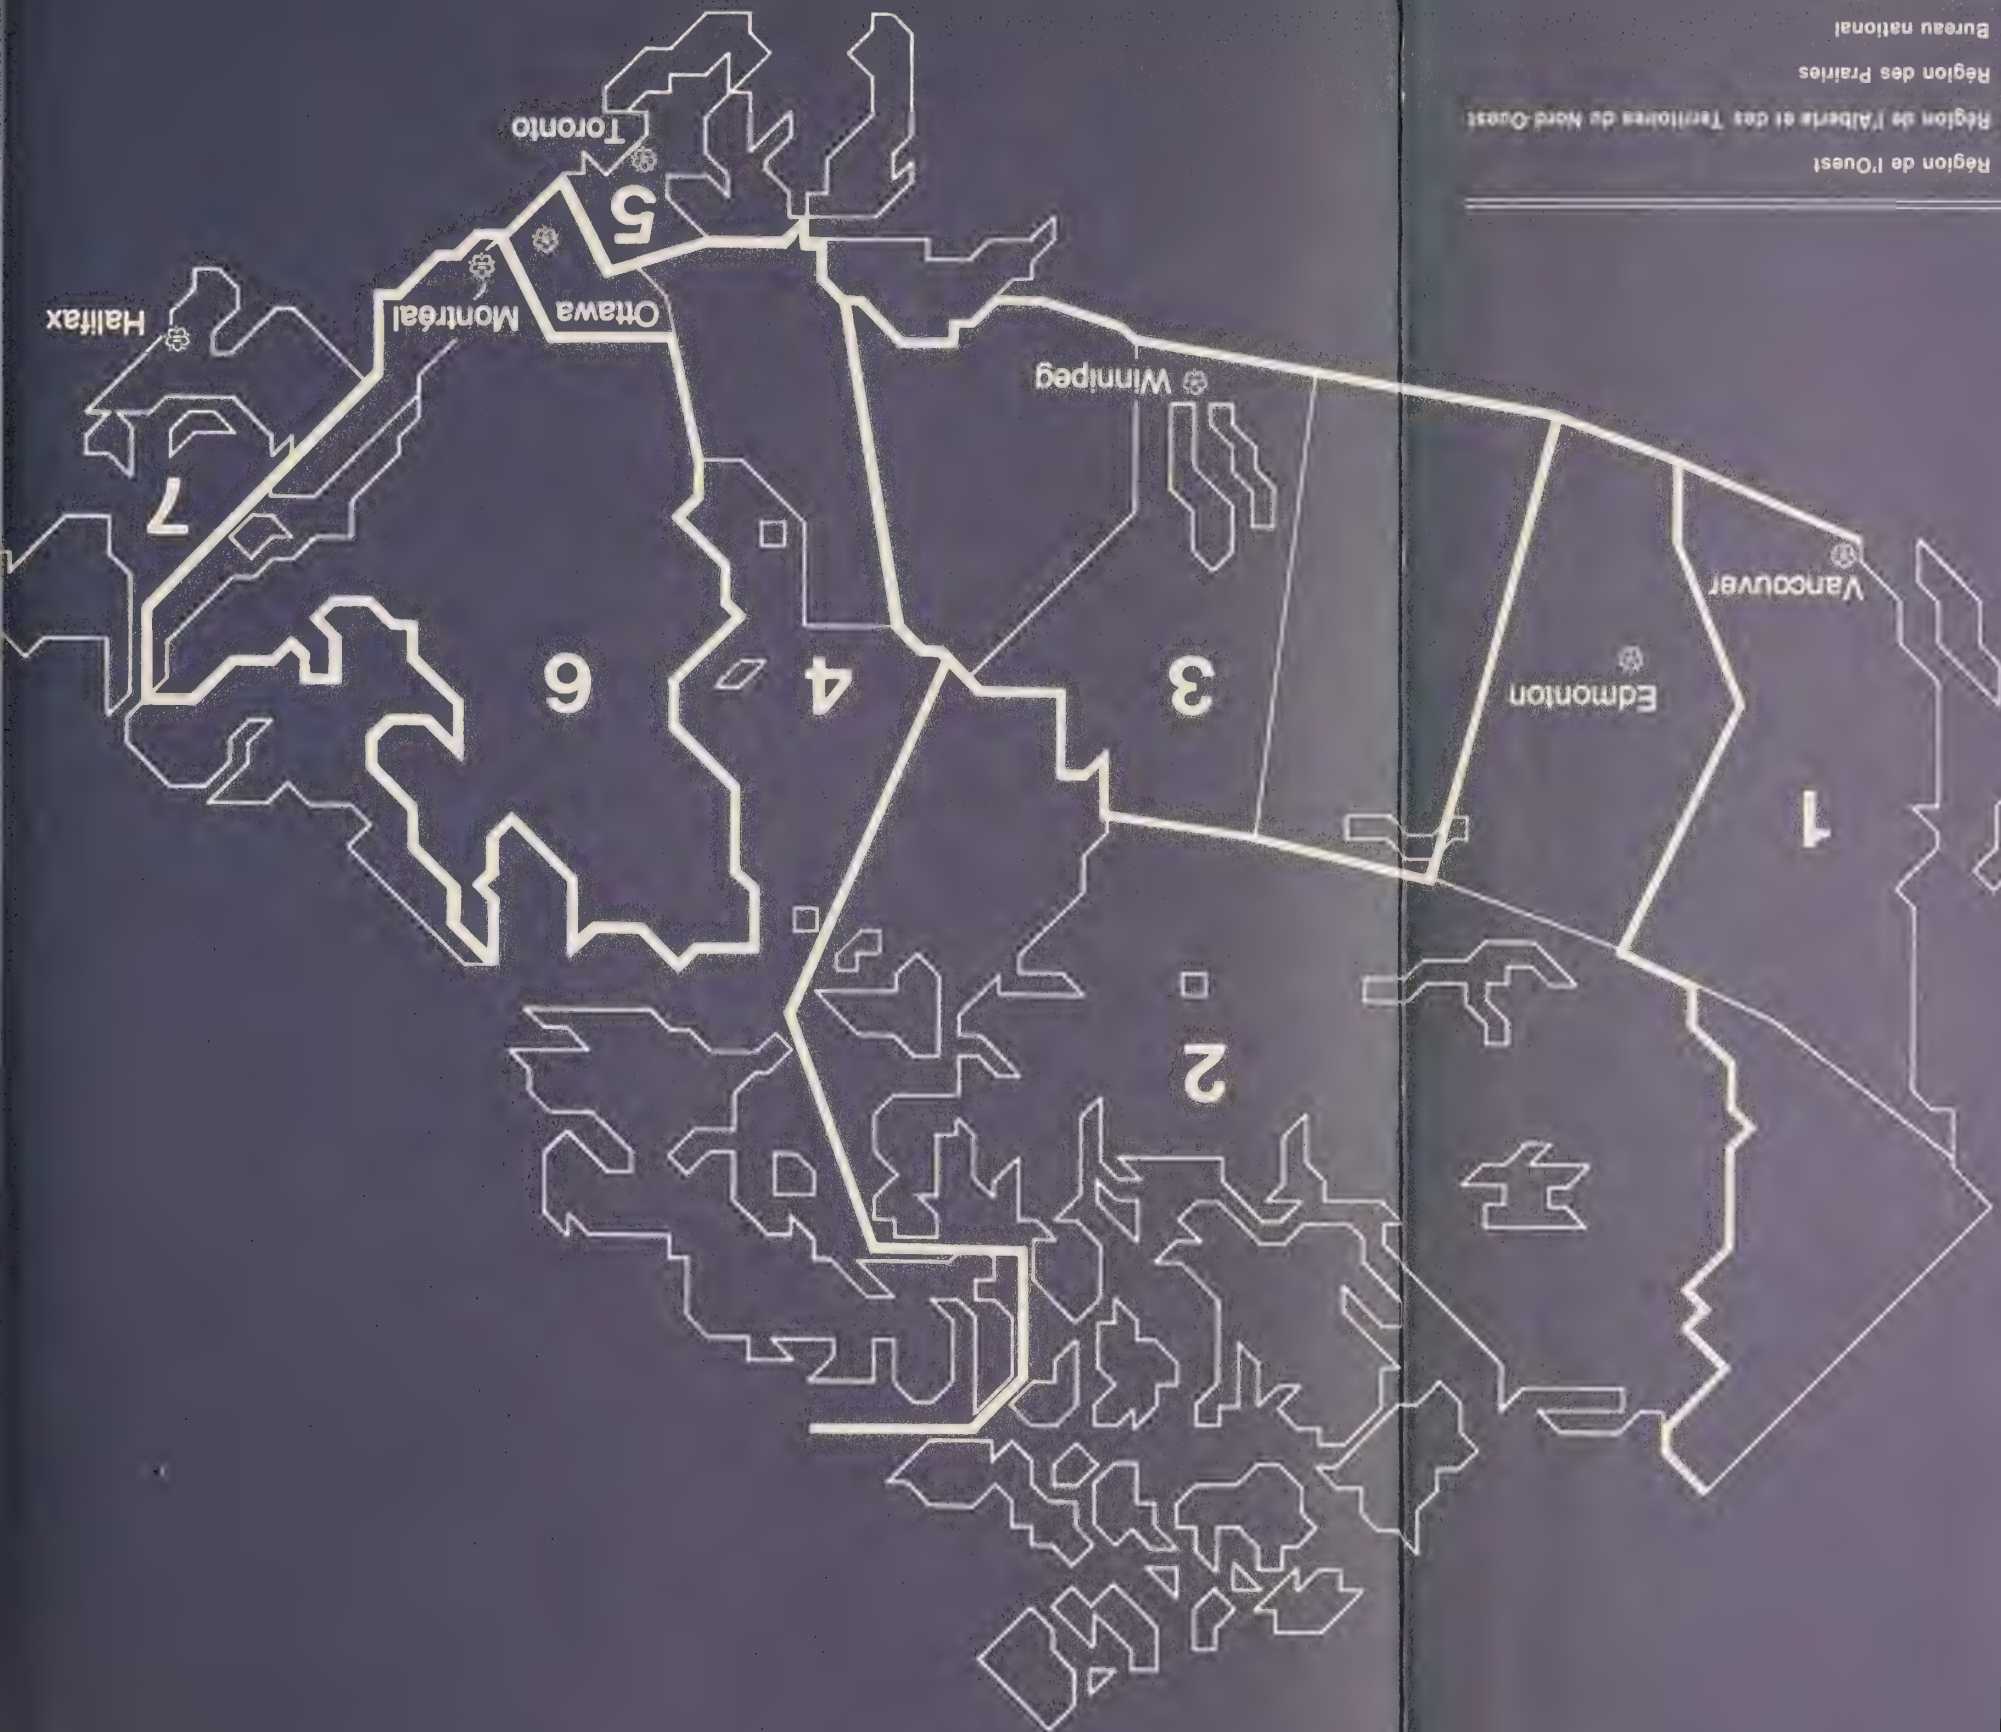 Région de l'Ouest
Région de l'Alberta et des Territoires du Nord-Ouest
Région des Prairies
Bureau national
1
2
3
4
6
Edmonton
Vancouver
7
Winnipeg
Halifax
Montréal
Ottawa
5
Toronto